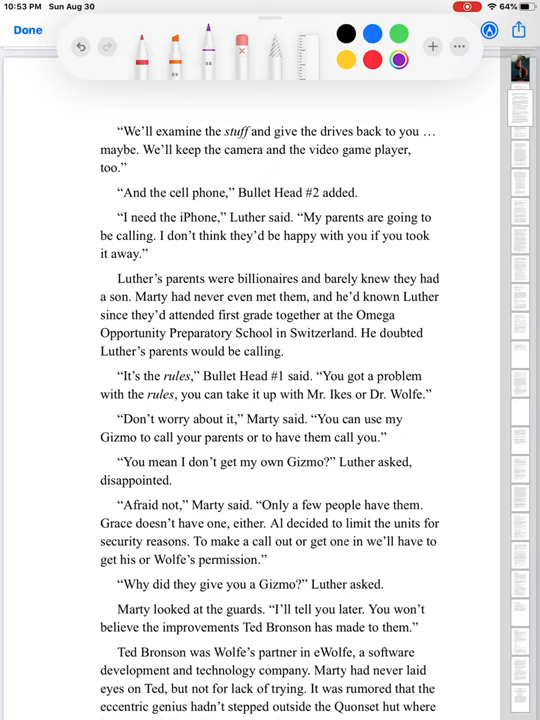 10:53 PM Sun Aug 30 64%
Done
“We’ll examine the stuff and give the drives back to you …
maybe. We’ll keep the camera and the video game player,
too.”
“And the cell phone,” Bullet Head #2 added.
“I need the iPhone,” Luther said. “My parents are going to
be calling. I don’t think they’d be happy with you if you took
it away.”
Luther’s parents were billionaires and barely knew they had
a son. Marty had never even met them, and he’d known Luther
since they’d attended first grade together at the Omega
Opportunity Preparatory School in Switzerland. He doubted
Luther’s parents would be calling.
“It’s the rules,” Bullet Head #1 said. “You got a problem
with the rules, you can take it up with Mr. Ikes or Dr. Wolfe.”
“Don’t worry about it,” Marty said. “You can use my
Gizmo to call your parents or to have them call you.”
“You mean I don’t get my own Gizmo?” Luther asked,
disappointed.
“Afraid not,” Marty said. “Only a few people have them.
Grace doesn’t have one, either. Al decided to limit the units for
security reasons. To make a call out or get one in we’ll have to
get his or Wolfe’s permission.”
“Why did they give you a Gizmo?” Luther asked.
Marty looked at the guards. “I’ll tell you later. You won’t
believe the improvements Ted Bronson has made to them.”
Ted Bronson was Wolfe’s partner in eWolfe, a software
development and technology company. Marty had never laid
eyes on Ted, but not for lack of trying. It was rumored that the
eccentric genius hadn’t stepped outside the Quonset hut where